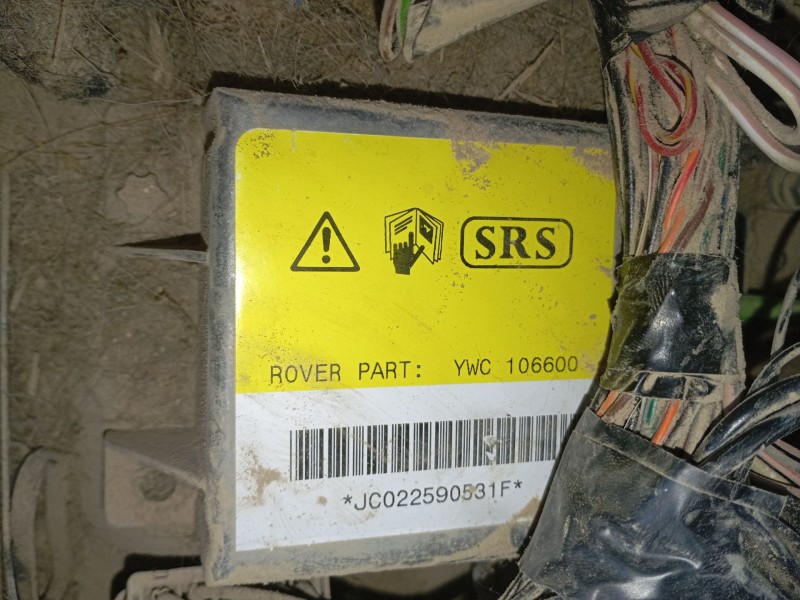 SRS
ROVER PART: YWC 106600
*JC022590531F*